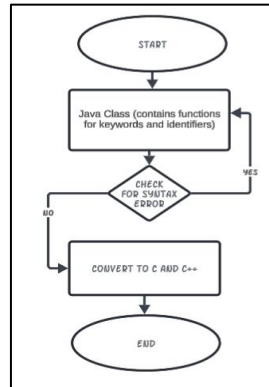 START
Java Class (contains functions
for keywords and identifiers)
CHECK
FOR SYNTAX
ERROR
YES
NO
CONVERT TO C AND C++
END